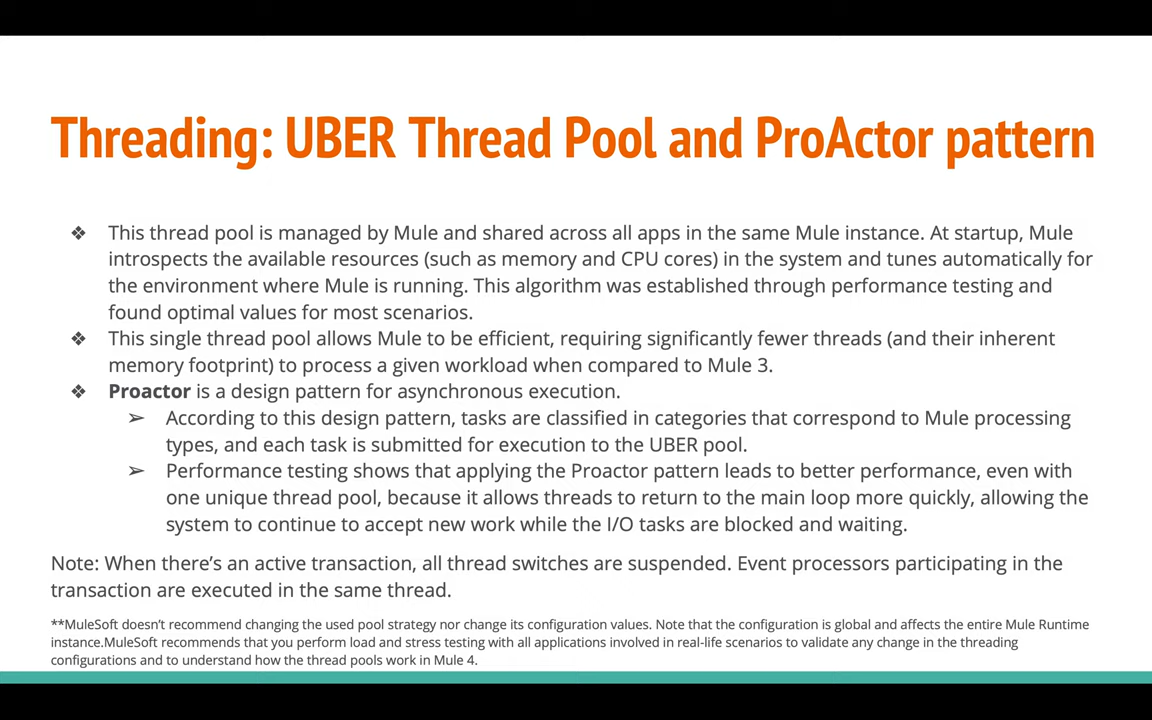 Threading: UBER Thread Pool and ProActor pattern
❖ This thread pool is managed by Mule and shared across all apps in the same Mule instance. At startup, Mule
introspects the available resources (such as memory and CPU cores) in the system and tunes automatically for
the environment where Mule is running. This algorithm was established through performance testing and
found optimal values for most scenarios.
❖ This single thread pool allows Mule to be efficient, requiring significantly fewer threads (and their inherent
memory footprint) to process a given workload when compared to Mule 3.
❖ Proactor is a design pattern for asynchronous execution.
➢ According to this design pattern, tasks are classified in categories that correspond to Mule processing
types, and each task is submitted for execution to the UBER pool.
➢ Performance testing shows that applying the Proactor pattern leads to better performance, even with
one unique thread pool, because it allows threads to return to the main loop more quickly, allowing the
system to continue to accept new work while the I/O tasks are blocked and waiting.
Note: When there's an active transaction, all thread switches are suspended. Event processors participating in the
transaction are executed in the same thread.
**MuleSoft doesn't recommend changing the used pool strategy nor change its configuration values. Note that the configuration is global and affects the entire Mule Runtime
instance.MuleSoft recommends that you perform load and stress testing with all applications involved in real-life scenarios to validate any change in the threading
configurations and to understand how the thread pools work in Mule 4.